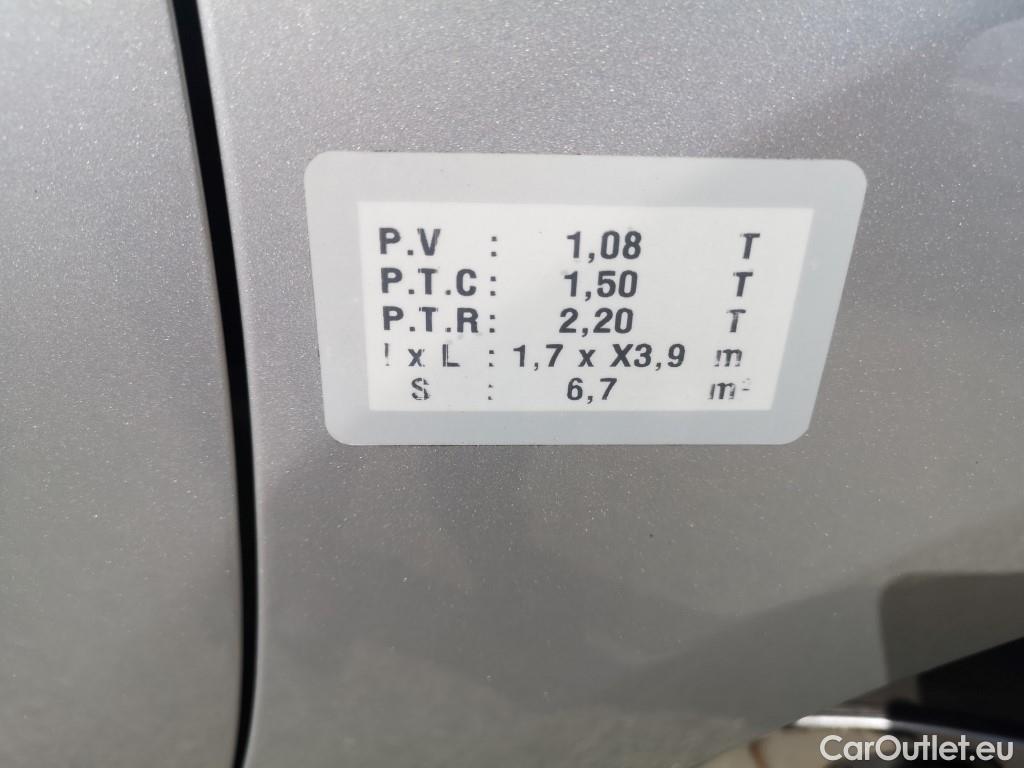 P.V : 1,08 T
P.T.C : 1,50 T
P.T.R : 2,20 T
l x L : 1,7 x X3,9 m
S : 6,7 m²
CarOutlet.eu